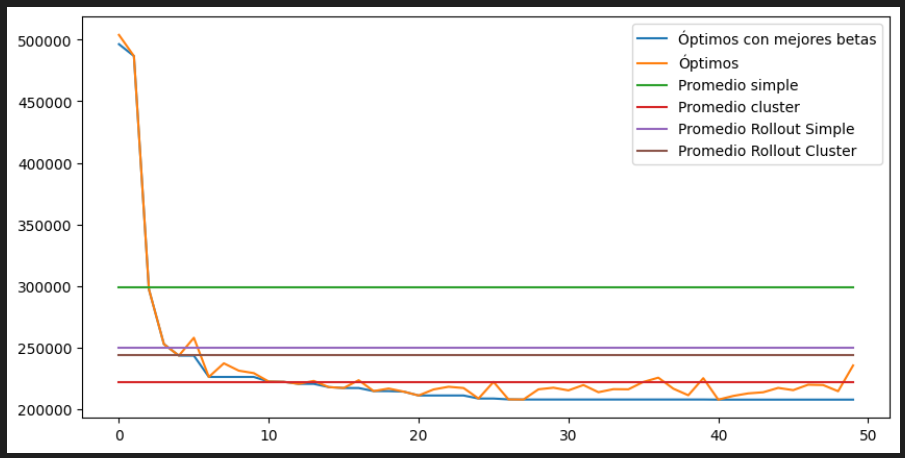 500000
450000
400000
350000
300000
250000
200000
0
10
20
30
40
50
Óptimos con mejores betas
Óptimos
Promedio simple
Promedio cluster
Promedio Rollout Simple
Promedio Rollout Cluster